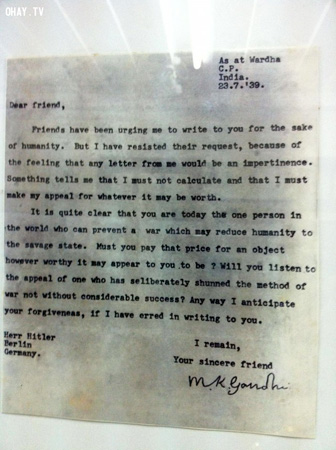 OHAY.TV
As at Wardha
C.P.
India.
23.7.'39.
Dear friend,
Friends have been urging me to write to you for the sake
of humanity. But I have resisted their request, because of
the feeling that any letter from me would be an impertinence.
Something tells me that I must not calculate and that I must
make my appeal for whatever it may be worth.
It is quite clear that you are today the one person in
the world who can prevent a war which may reduce humanity to
the savage state. Must you pay that price for an object
however worthy it may appear to you to be ? Will you listen to
the appeal of one who has seliberately shunned the method of
war not without considerable success? Any way I anticipate
your forgiveness, if I have erred in writing to you.
I remain,
Your sincere friend
M.K.Gandhi
Herr Hitler
Berlin
Germany.